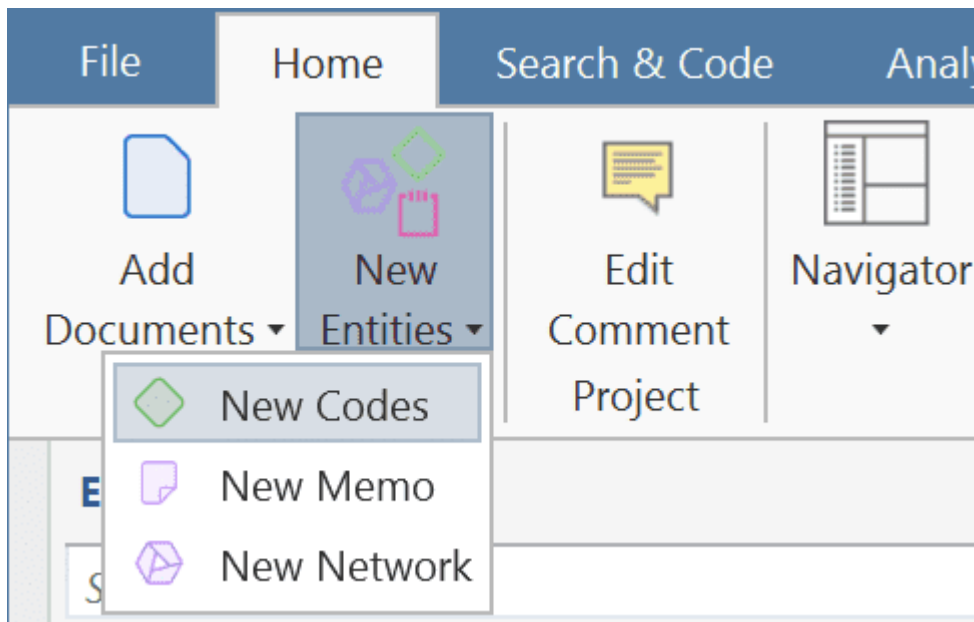 File Home Search & Code
Add New Edit Navigator
Documents Entities Comment
Project
New Codes
New Memo
New Network